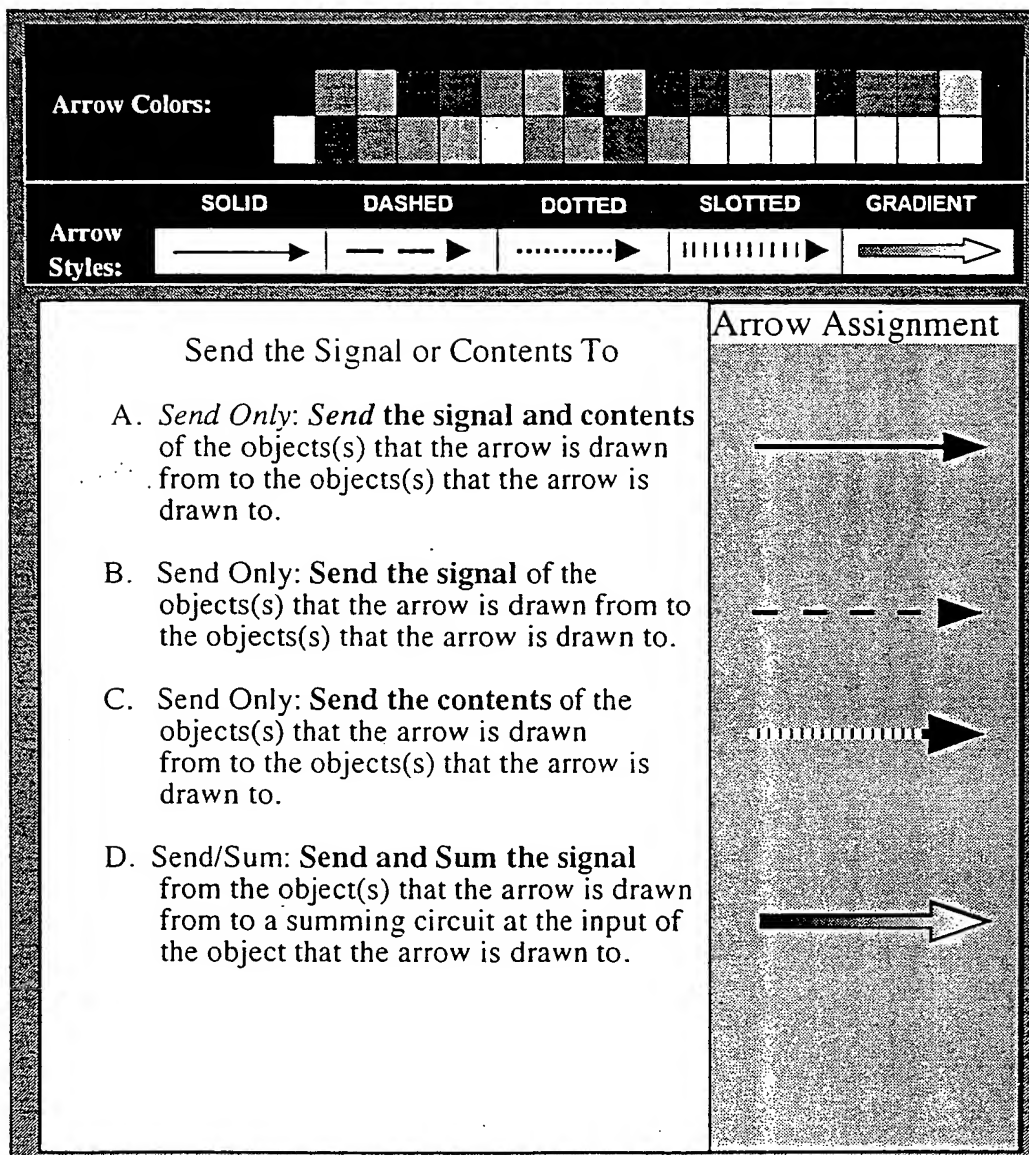 Arrow Colors:
SOLID DASHED DOTTED SLOTTED GRADIENT
Arrow
Styles:
Arrow Assignment
Send the Signal or Contents To
A. Send Only: Send the signal and contents
of the objects(s) that the arrow is drawn
from to the objects(s) that the arrow is
drawn to.
B. Send Only: Send the signal of the
objects(s) that the arrow is drawn from to
the objects(s) that the arrow is drawn to.
C. Send Only: Send the contents of the
objects(s) that the arrow is drawn
from to the objects(s) that the arrow is
drawn to.
D. Send/Sum: Send and Sum the signal
from the object(s) that the arrow is drawn
from to a summing circuit at the input of
the object that the arrow is drawn to.